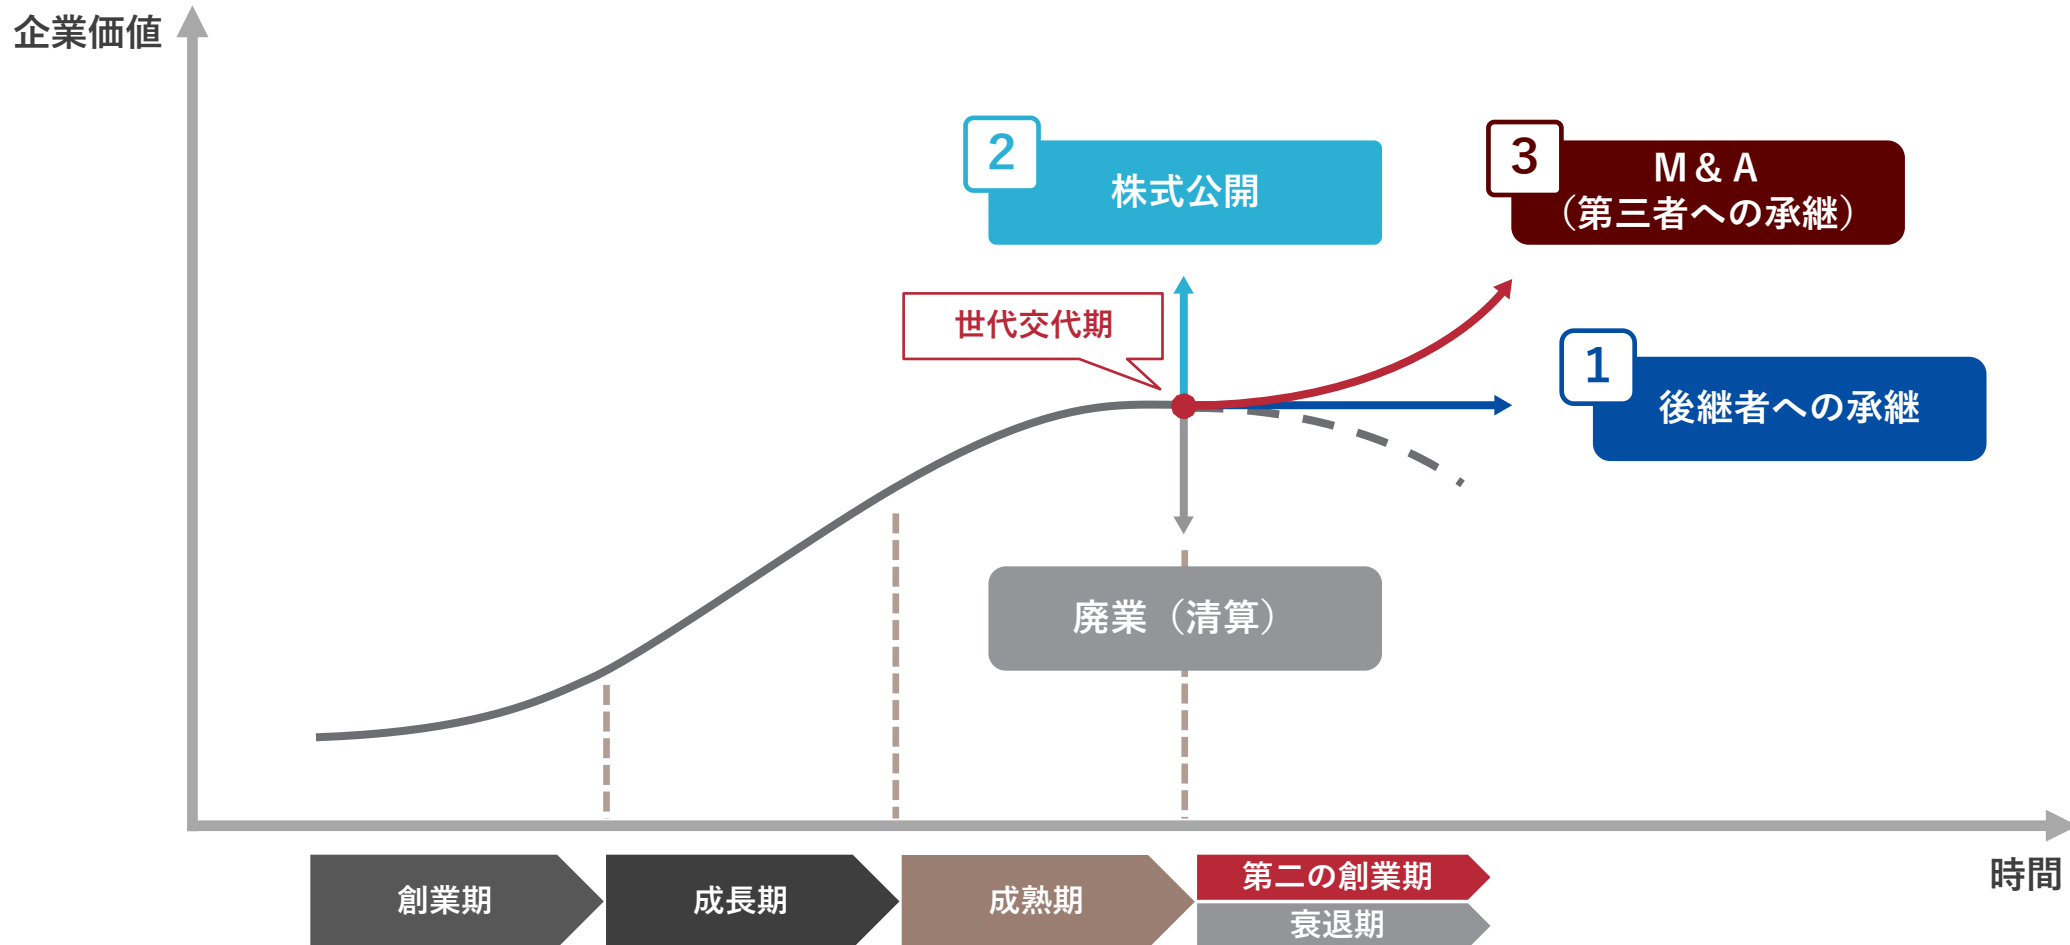 企業価値
2
株式公開
3
M & A
（第三者への承継）
世代交代期
1
後継者への承継
廃業（清算）
時間
創業期
成長期
成熟期
第二の創業期
衰退期